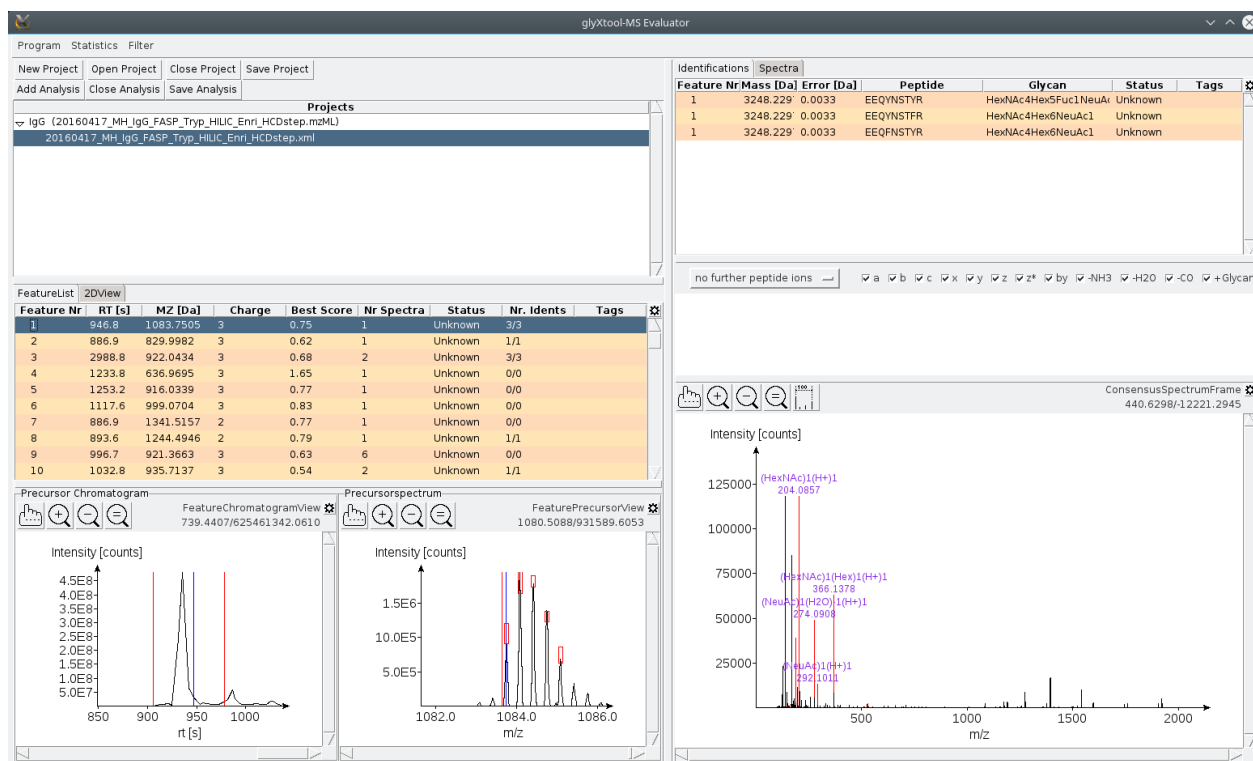 glyXtool-MS Evaluator
Program Statistics Filter
New Project Open Project Close Project Save Project
Add Analysis Close Analysis Save Analysis
Projects
IgG (20160417_MH_IgG_FASP_Tryp_HILIC_Enri_HCDstep.mzML)
20160417_MH_IgG_FASP_Tryp_HILIC_Enri_HCDstep.xml
FeatureList 2DView
Feature Nr RT [s] MZ [Da] Charge Best Score Nr Spectra Status Nr. Idents Tags
1 946.8 1083.7505 3 0.75 1 Unknown 3/3
2 886.9 829.9982 3 0.62 1 Unknown 1/1
3 2988.8 922.0434 3 0.68 2 Unknown 3/3
4 1233.8 636.9695 3 1.65 1 Unknown 0/0
5 1253.2 916.0339 3 0.77 1 Unknown 0/0
6 1117.6 999.0704 3 0.83 1 Unknown 0/0
7 886.9 1341.5157 2 0.77 1 Unknown 0/0
8 893.6 1244.4946 2 0.79 1 Unknown 1/1
9 996.7 921.3663 3 0.63 6 Unknown 0/0
10 1032.8 935.7137 3 0.54 2 Unknown 1/1
Precursor Chromatogram
FeatureChromatogramView
739.4407/625461342.0610
Intensity [counts]
4.5E8
4.0E8
3.5E8
3.0E8
2.5E8
2.0E8
1.5E8
1.0E8
5.0E7
850 900 950 1000
rt [s]
Precursorspectrum
FeaturePrecursorView
1080.5088/931589.6053
Intensity [counts]
1.5E6
10.0E5
5.0E5
1082.0 1084.0 1086.0
m/z
Identifications Spectra
Feature Nr Mass [Da] Error [Da] Peptide Glycan Status Tags
1 3248.229 0.0033 EEQYNSTYR HexNAc4Hex5Fuc1NeuA Unknown
1 3248.229 0.0033 EEQYNSTFR HexNAc4Hex6NeuAc1 Unknown
1 3248.229 0.0033 EEQFNSTYR HexNAc4Hex6NeuAc1 Unknown
no further peptide ions a b c x y z z* by -NH3 -H2O -CO +Glycan
ConsensusSpectrumFrame
440.6298/-12221.2945
100
Intensity [counts]
125000
100000
75000
50000
25000
(HexNAc)1(H+)1
204.0857
(HexNAc)1(Hex)1(H+)1
366.1378
(NeuAc)1(H2O)-1(H+)1
274.0908
(NeuAc)1(H+)1
292.1011
500 1000 1500 2000
m/z